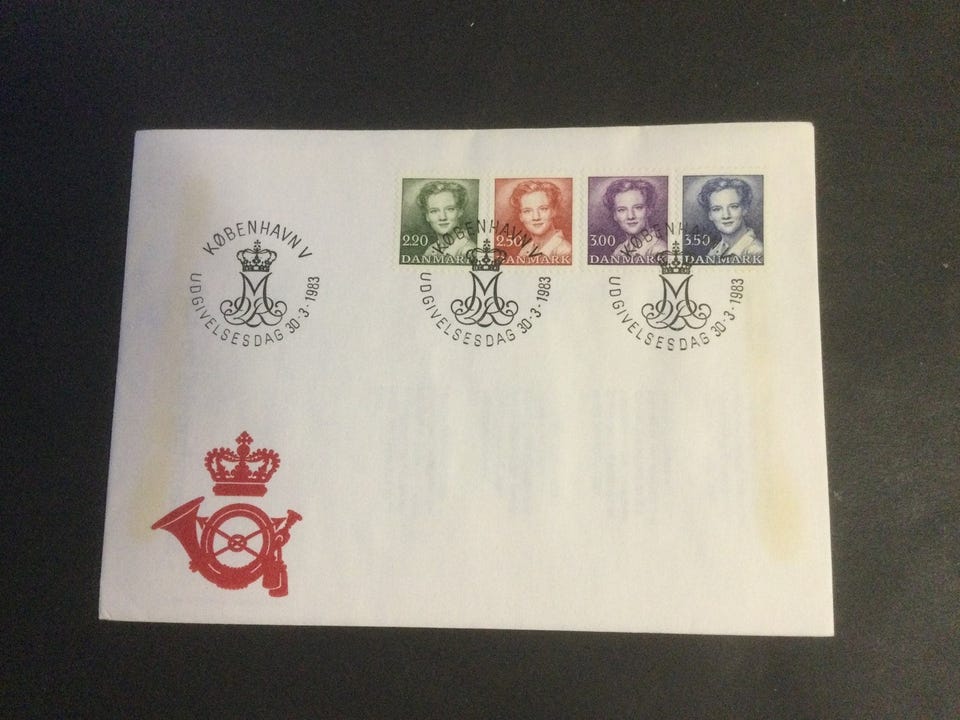 2.20 DANMARK
2.50 DANMARK
3.00 DANMARK
3.50 DANMARK
KØBENHAVN V
UDGIVELSESDAG 30-3-1983
KØBENHAVN V
UDGIVELSESDAG 30-3-1983
KØBENHAVN V
UDGIVELSESDAG 30-3-1983